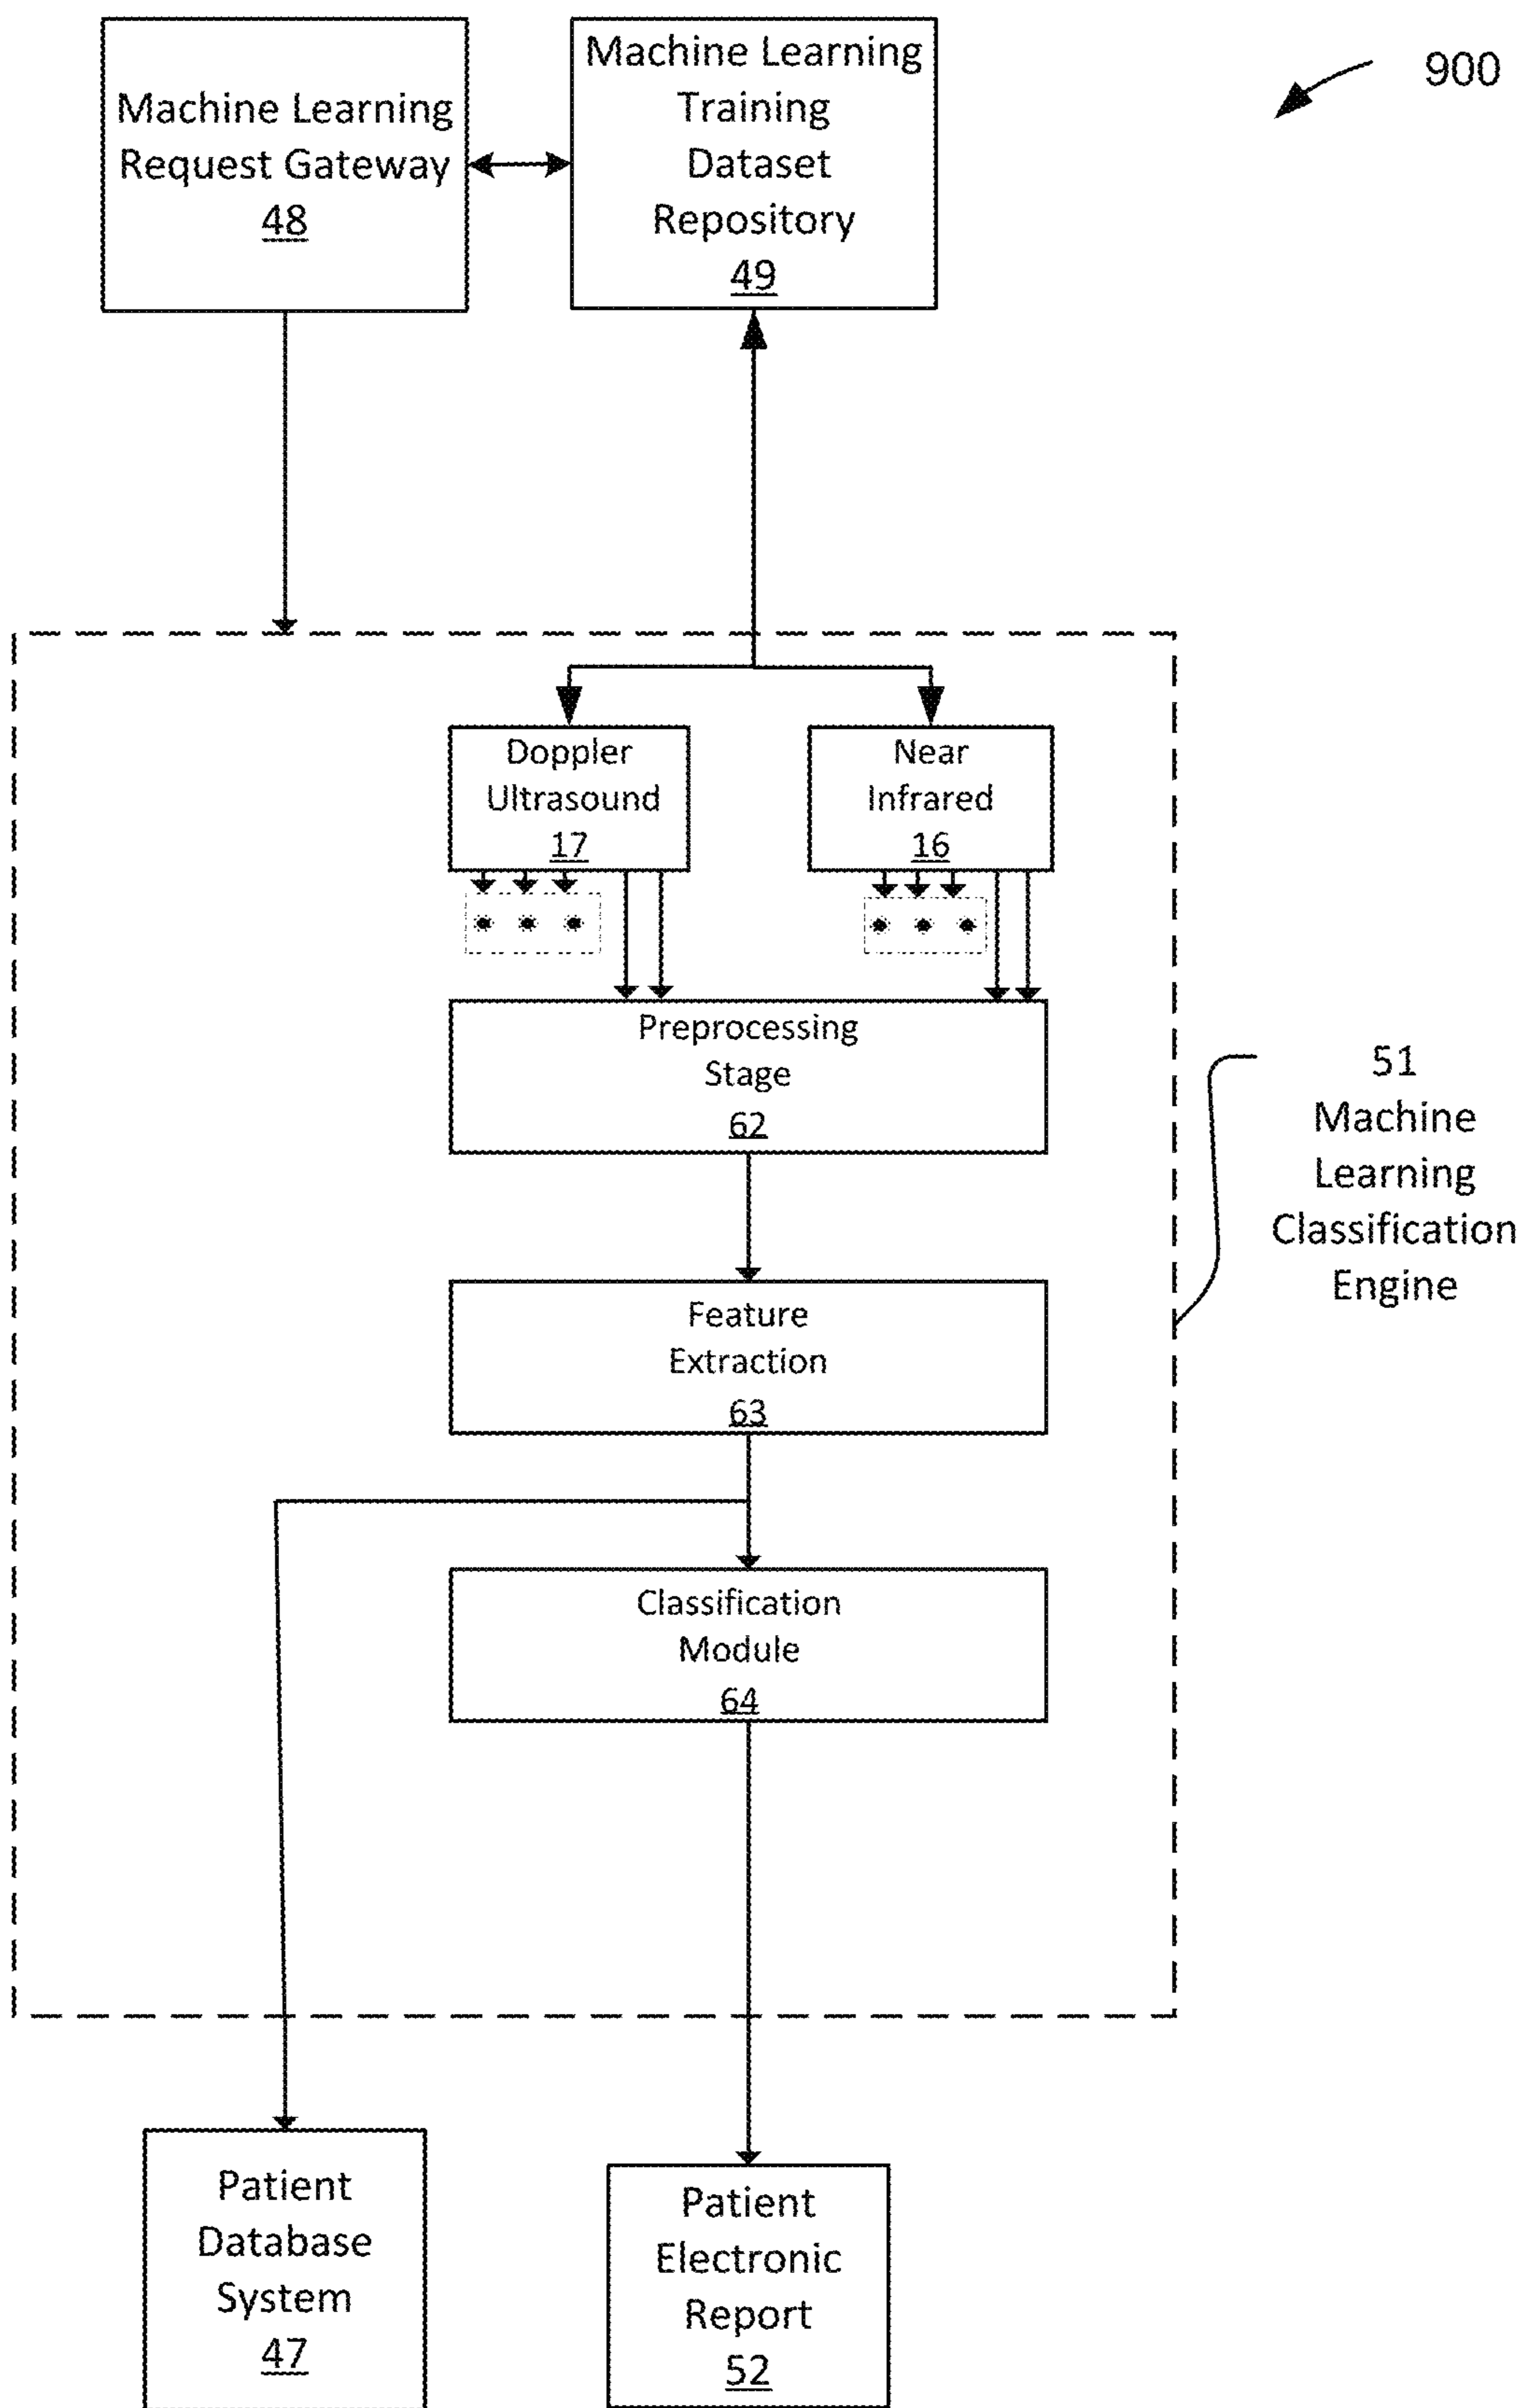 Machine Learning
Request Gateway
48
Machine Learning
Training
Dataset
Repository
49
900
Doppler
Ultrasound
17
Near
Infrared
16
Preprocessing
Stage
62
51
Machine
Learning
Classification
Engine
Feature
Extraction
63
Classification
Module
64
Patient
Database
System
47
Patient
Electronic
Report
52